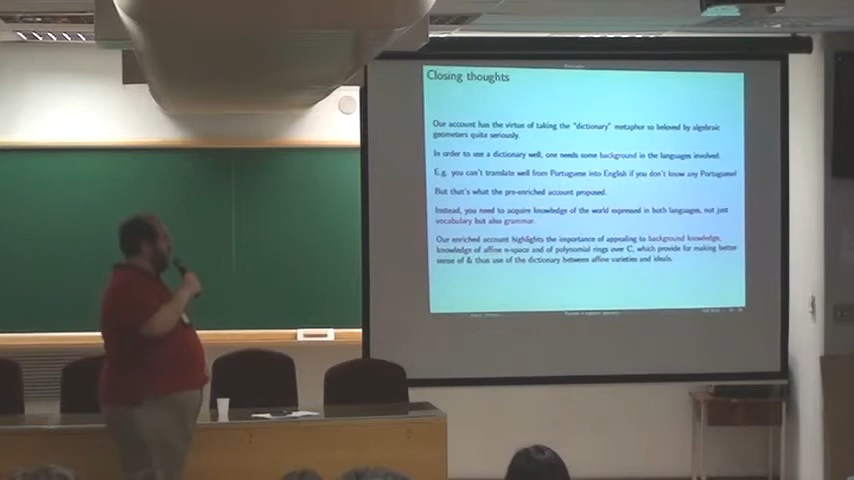 Closing thoughts
Our account has the virtue of taking the "dictionary" metaphor so beloved by algebraic
geometers quite seriously.
In order to use a dictionary well, one needs some background in the languages involved.
E.g. you can't translate well from Portuguese into English if you don't know any Portuguese!
But that's what the pre-enriched account proposed.
Instead, you need to acquire knowledge of the world expressed in both languages, not just
vocabulary but also grammar.
Our enriched account highlights the importance of appealing to background knowledge,
knowledge of affine n-space and of polynomial rings over C, which provide for making better
sense of & thus use of the dictionary between affine varieties and ideals.